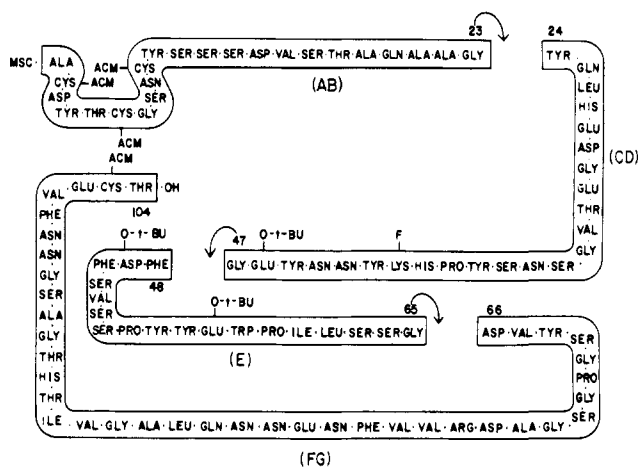 23
24
MSC·ALA
CYS·ACM
ASP
TYR·THR·CYS·GLY
SER
ASN
ACM·CYS
TYR·SER·SER·SER·ASP·VAL·SER·THR·ALA·GLN·ALA·ALA·GLY
(AB)
TYR
GLN
LEU
HIS
GLU
ASP
GLY
GLU
THR
VAL
GLY
(CD)
ACM
ACM
47
O-t-BU
F
GLY·GLU·TYR·ASN·ASN·TYR·LYS·HIS·PRO·TYR·SER·ASN·SER
O-t-BU
PHE·ASP·PHE
48
SER
VAL
SER
O-t-BU
65
SER·PRO·TYR·TYR·GLU·TRP·PRO·ILE·LEU·SER·SER·GLY
(E)
66
ASP·VAL·TYR
SER
GLY
PRO
GLY
SER
GLU·CYS·THR·OH
104
VAL
PHE
ASN
ASN
GLY
SER
ALA
GLY
THR
HIS
THR
ILE
VAL·GLY·ALA·LEU·GLN·ASN·ASN·GLU·ASN·PHE·VAL·VAL·ARG·ASP·ALA·GLY
(FG)